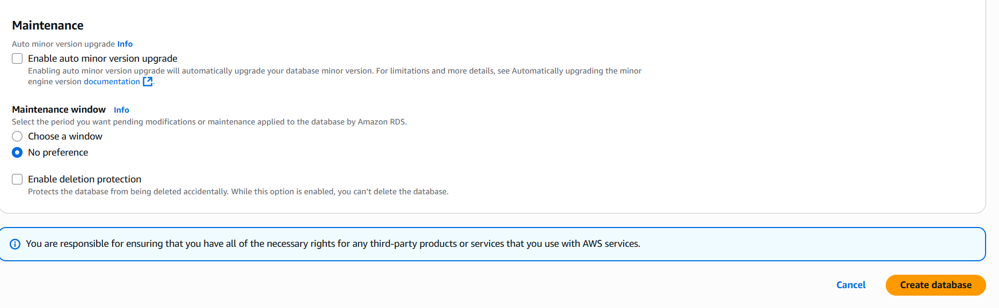 Maintenance
Auto minor version upgrade Info
Enable auto minor version upgrade
Enabling auto minor version upgrade will automatically upgrade your database minor version. For limitations and more details, see Automatically upgrading the minor
engine version documentation .
Maintenance window Info
Select the period you want pending modifications or maintenance applied to the database by Amazon RDS.
Choose a window
No preference
Enable deletion protection
Protects the database from being deleted accidentally. While this option is enabled, you can’t delete the database.
You are responsible for ensuring that you have all of the necessary rights for any third-party products or services that you use with AWS services.
Cancel Create database